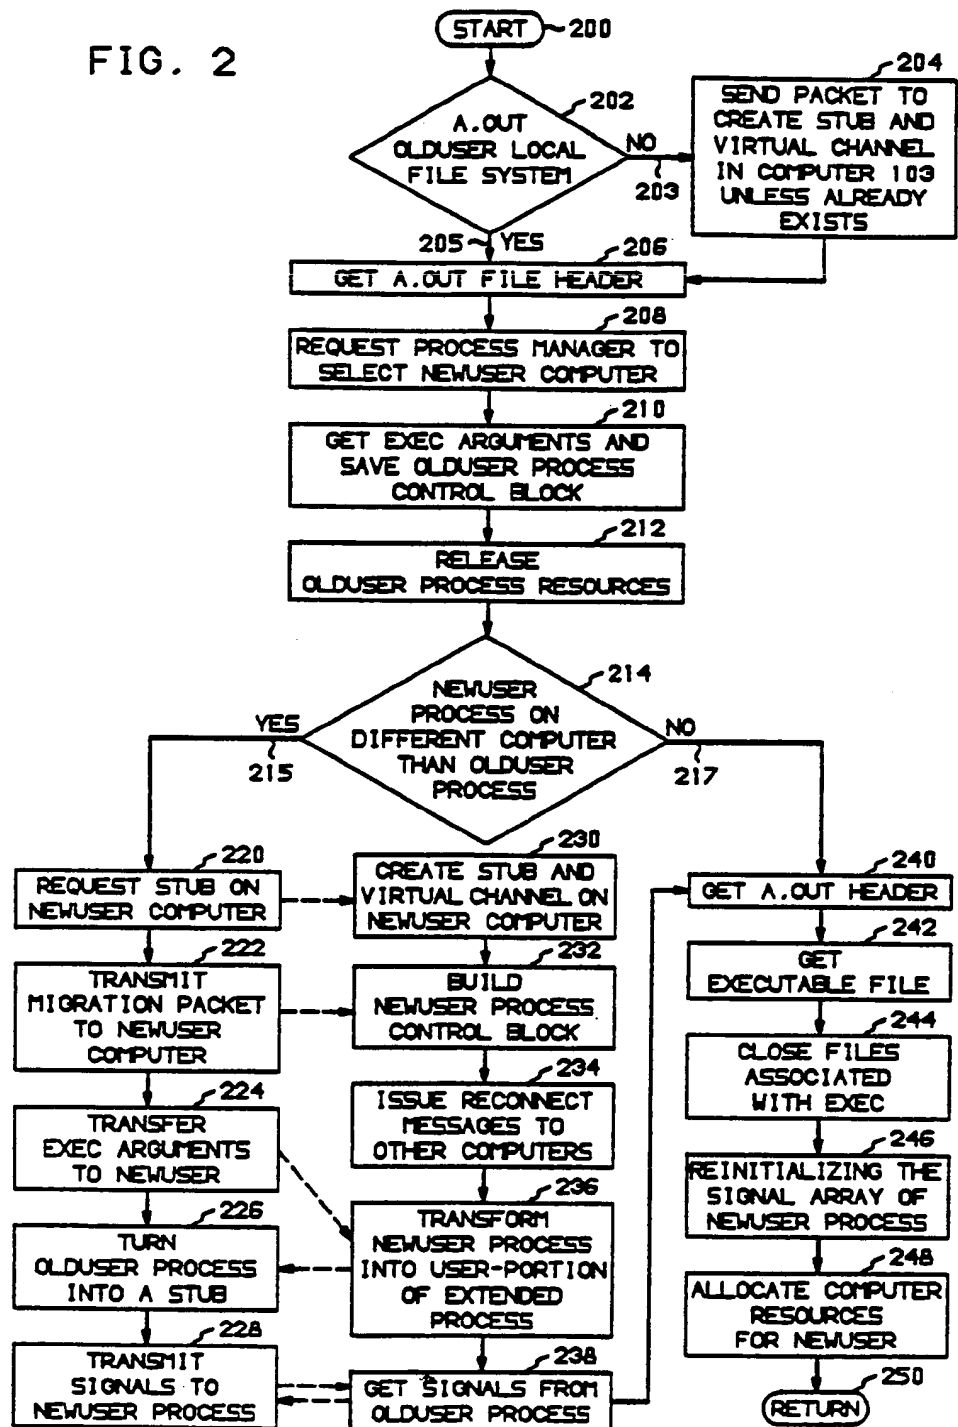 FIG. 2
START
200
202
A.OUT
OLDUSER LOCAL
FILE SYSTEM
NO
203
204
SEND PACKET TO
CREATE STUB AND
VIRTUAL CHANNEL
IN COMPUTER 103
UNLESS ALREADY
EXISTS
205
YES
206
GET A.OUT FILE HEADER
208
REQUEST PROCESS MANAGER TO
SELECT NEWUSER COMPUTER
210
GET EXEC ARGUMENTS AND
SAVE OLDUSER PROCESS
CONTROL BLOCK
212
RELEASE
OLDUSER PROCESS RESOURCES
214
NEWUSER
PROCESS ON
DIFFERENT COMPUTER
THAN OLDUSER
PROCESS
YES
215
NO
217
220
REQUEST STUB ON
NEWUSER COMPUTER
222
TRANSMIT
MIGRATION PACKET
TO NEWUSER
COMPUTER
224
TRANSFER
EXEC ARGUMENTS
TO NEWUSER
226
TURN
OLDUSER PROCESS
INTO A STUB
228
TRANSMIT
SIGNALS TO
NEWUSER PROCESS
230
CREATE STUB AND
VIRTUAL CHANNEL ON
NEWUSER COMPUTER
232
BUILD
NEWUSER PROCESS
CONTROL BLOCK
234
ISSUE RECONNECT
MESSAGES TO
OTHER COMPUTERS
236
TRANSFORM
NEWUSER PROCESS
INTO USER-PORTION
OF EXTENDED
PROCESS
238
GET SIGNALS FROM
OLDUSER PROCESS
240
GET A.OUT HEADER
242
GET
EXECUTABLE FILE
244
CLOSE FILES
ASSOCIATED
WITH EXEC
246
REINITIALIZING THE
SIGNAL ARRAY OF
NEWUSER PROCESS
248
ALLOCATE COMPUTER
RESOURCES
FOR NEWUSER
250
RETURN